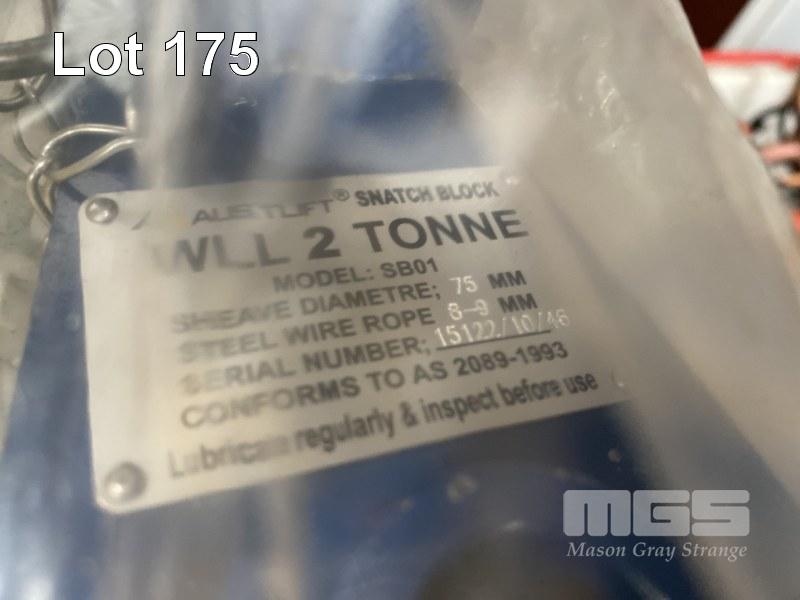 Lot 175
AUSTLIFT® SNATCH BLOCK
WLL 2 TONNE
MODEL: SB01
SHEAVE DIAMETRE; 75 MM
STEEL WIRE ROPE 8-9 MM
SERIAL NUMBER; 15122/10/46
CONFORMS TO AS 2089-1993
Lubricate regularly & inspect before use
MGS
Mason Gray Strange